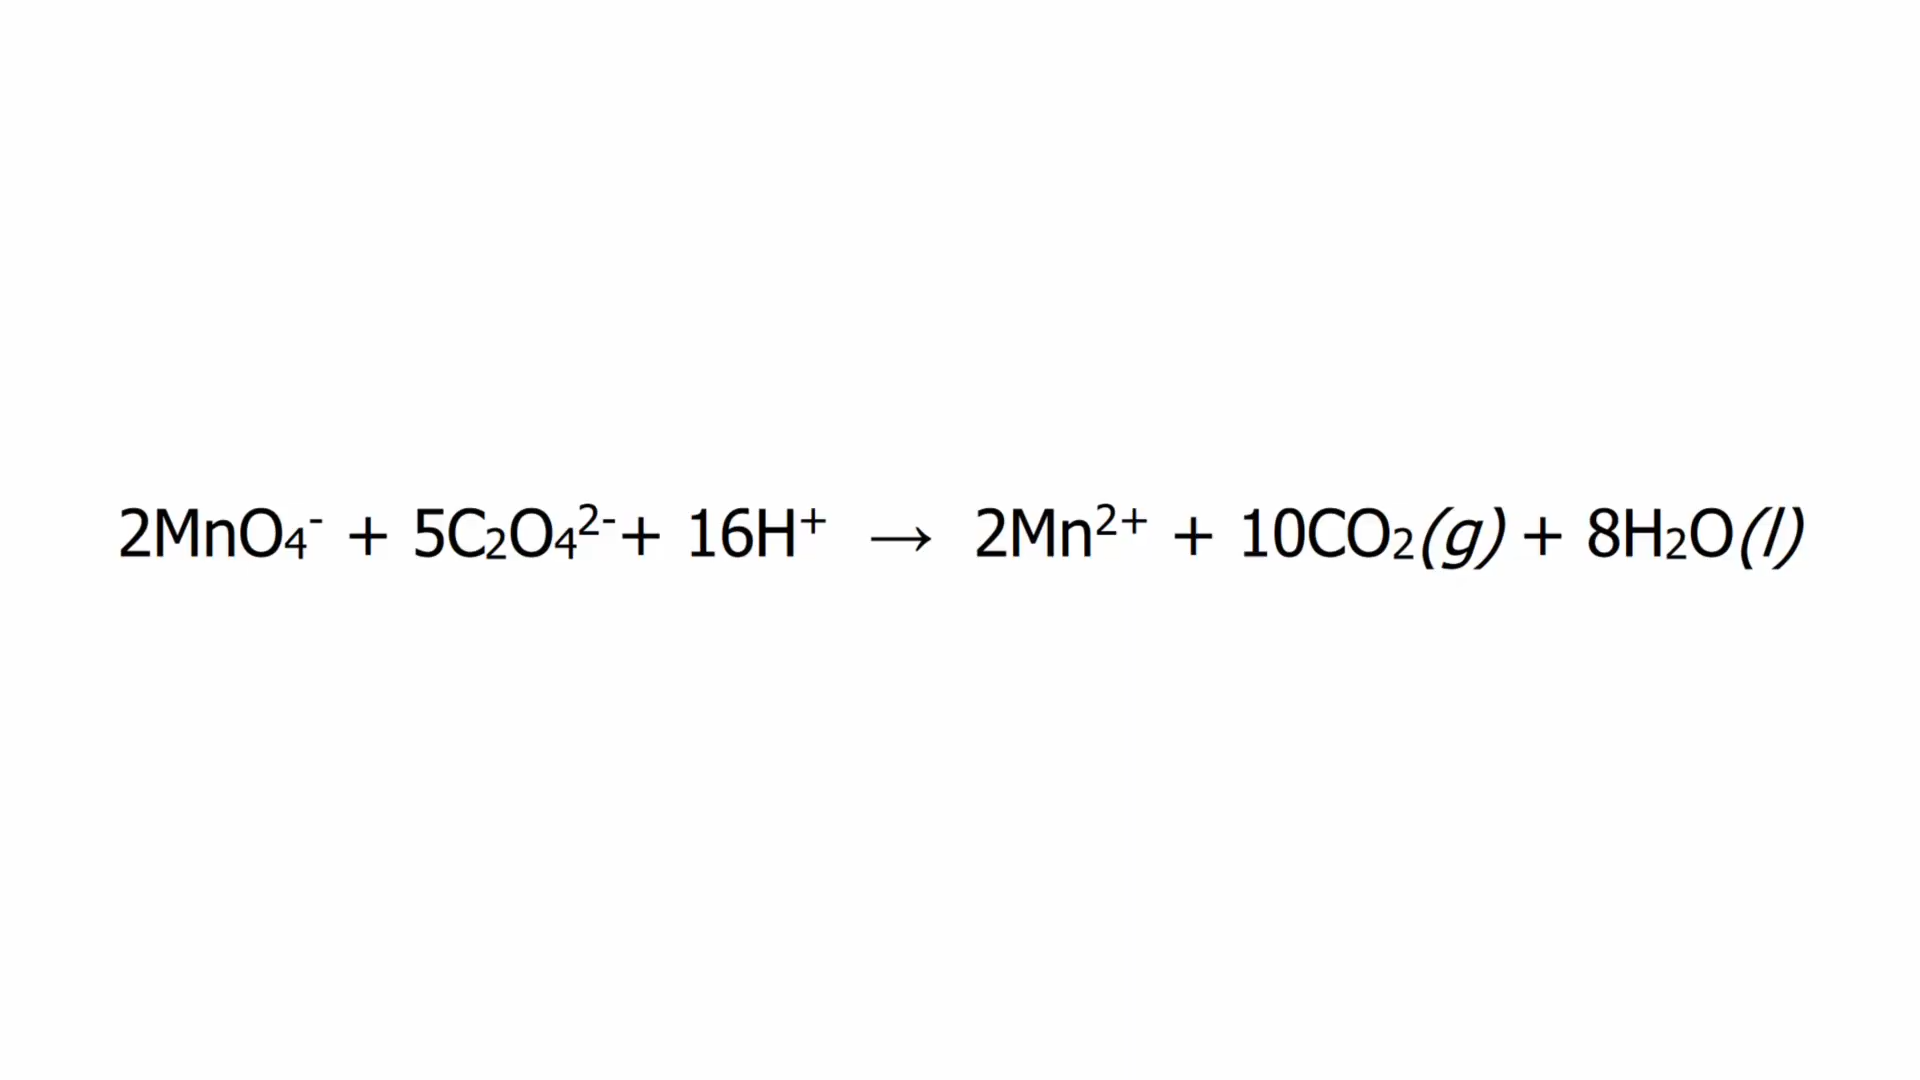 2MnO₄⁻ + 5C₂O₄²⁻+ 16H⁺ → 2Mn²⁺ + 10CO₂(g) + 8H₂O(l)